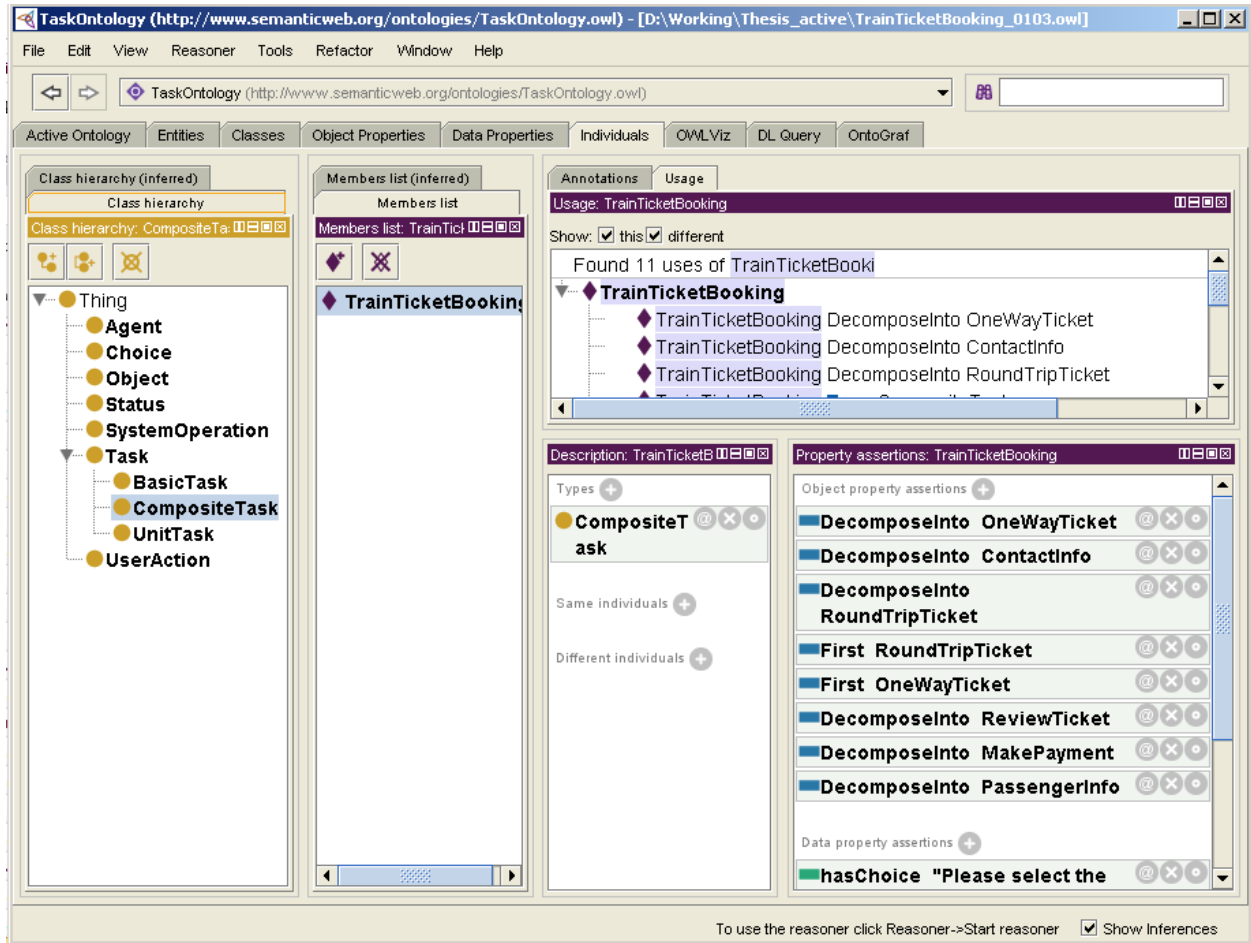 TaskOntology (http://www.semanticweb.org/ontologies/TaskOntology.owl) - [D:\Working\Thesis_active\TrainTicketBooking_0103.owl]
File Edit View Reasoner Tools Refactor Window Help
TaskOntology (http://www.semanticweb.org/ontologies/TaskOntology.owl)
Active Ontology Entities Classes Object Properties Data Properties Individuals OWLViz DL Query OntoGraf
Class hierarchy (inferred)
Class hierarchy
Class hierarchy: CompositeTa
Thing
Agent
Choice
Object
Status
SystemOperation
Task
BasicTask
CompositeTask
UnitTask
UserAction
Members list (inferred)
Members list
Members list: TrainTick
TrainTicketBooking
Annotations Usage
Usage: TrainTicketBooking
Show: this different
Found 11 uses of TrainTicketBooki
TrainTicketBooking
TrainTicketBooking DecomposeInto OneWayTicket
TrainTicketBooking DecomposeInto ContactInfo
TrainTicketBooking DecomposeInto RoundTripTicket
Description: TrainTicketB
Types
CompositeT
ask
Same individuals
Different individuals
Property assertions: TrainTicketBooking
Object property assertions
DecomposeInto OneWayTicket
DecomposeInto ContactInfo
DecomposeInto
RoundTripTicket
First RoundTripTicket
First OneWayTicket
DecomposeInto ReviewTicket
DecomposeInto MakePayment
DecomposeInto PassengerInfo
Data property assertions
hasChoice "Please select the
To use the reasoner click Reasoner->Start reasoner Show Inferences